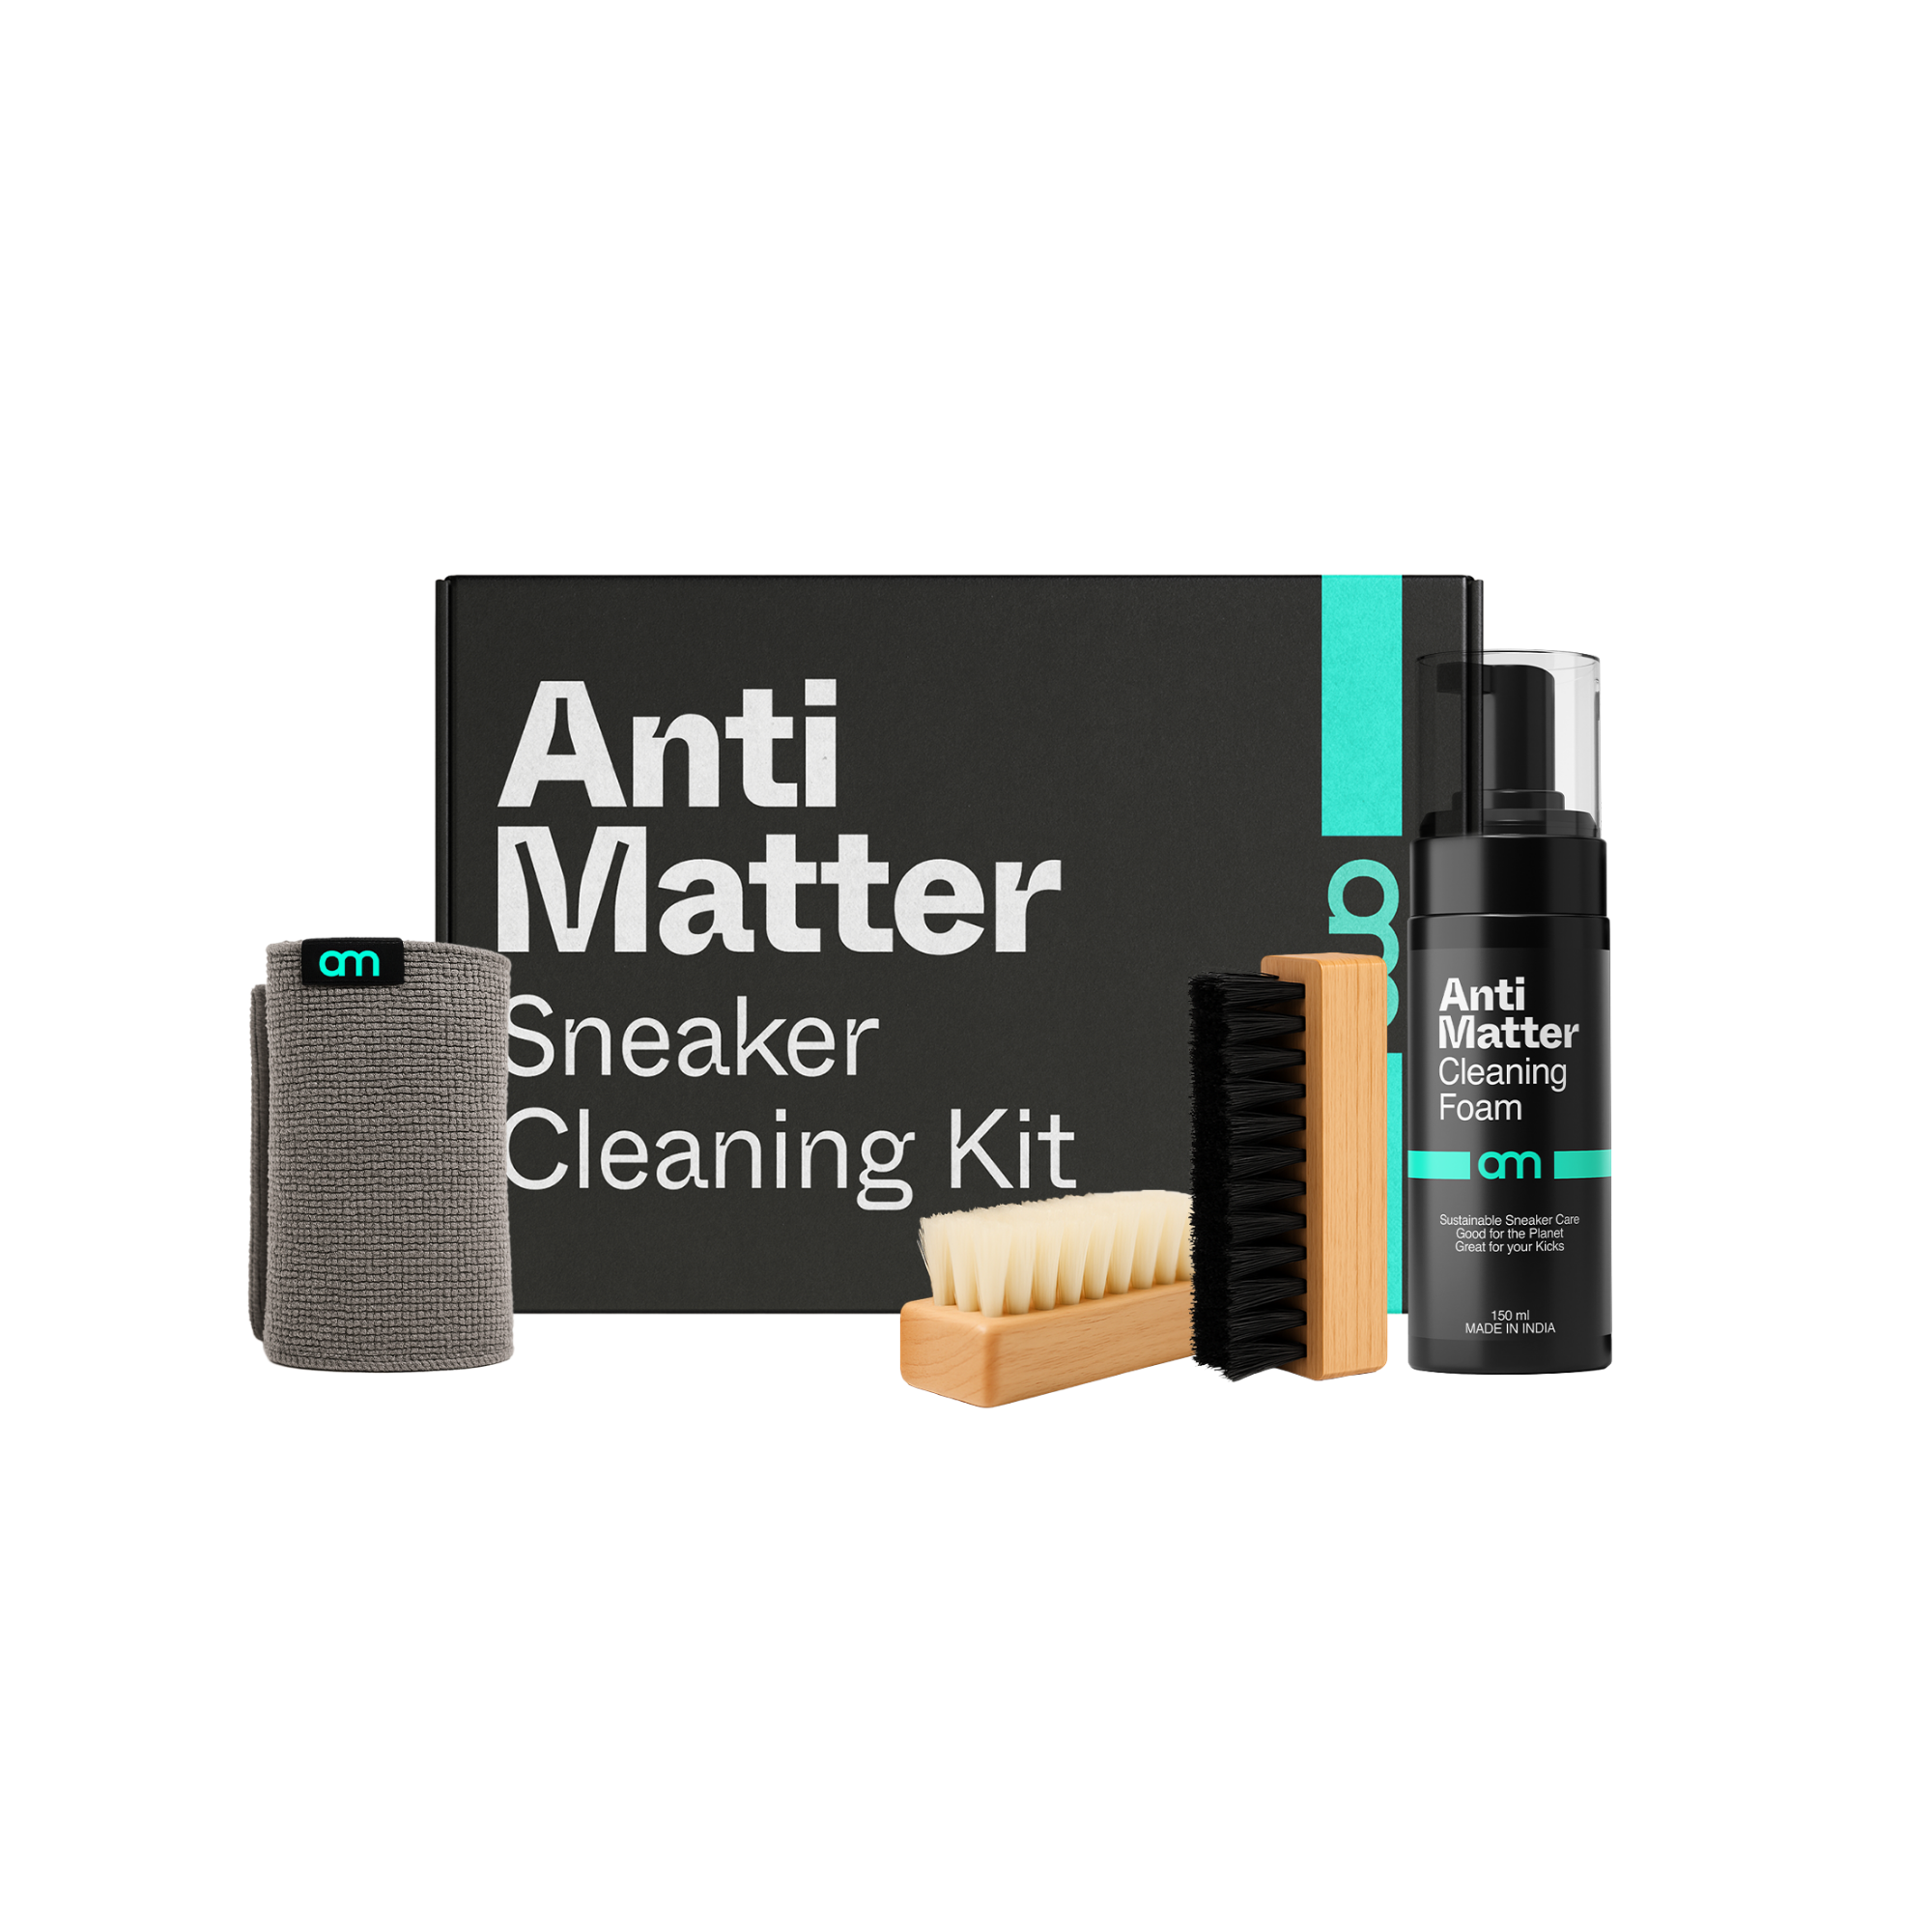 Anti
Matter
Sneaker
Cleaning Kit
am
am
Anti
Matter
Cleaning
Foam
am
Sustainable Sneaker Care
Good for the Planet
Great for your Kicks
150 ml
MADE IN INDIA